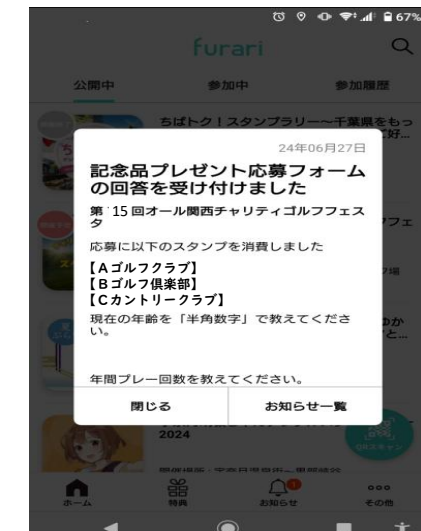 67%
furari
公開中
参加中
参加履歴
ちばトク！スタンプラリー～千葉県をもっ
24年06月27日
記念品プレゼント応募フォーム
の回答を受け付けました
第15回オール関西チャリティゴルフフェス
タ
応募に以下のスタンプを消費しました
【Aゴルフクラブ】
【Bゴルフ倶楽部】
【Cカントリークラブ】
現在の年齢を「半角数字」で教えてくださ
い。
年間プレー回数を教えてください。
閉じる
お知らせ一覧
2024
QRスキャン
ホーム
特典
お知らせ
その他